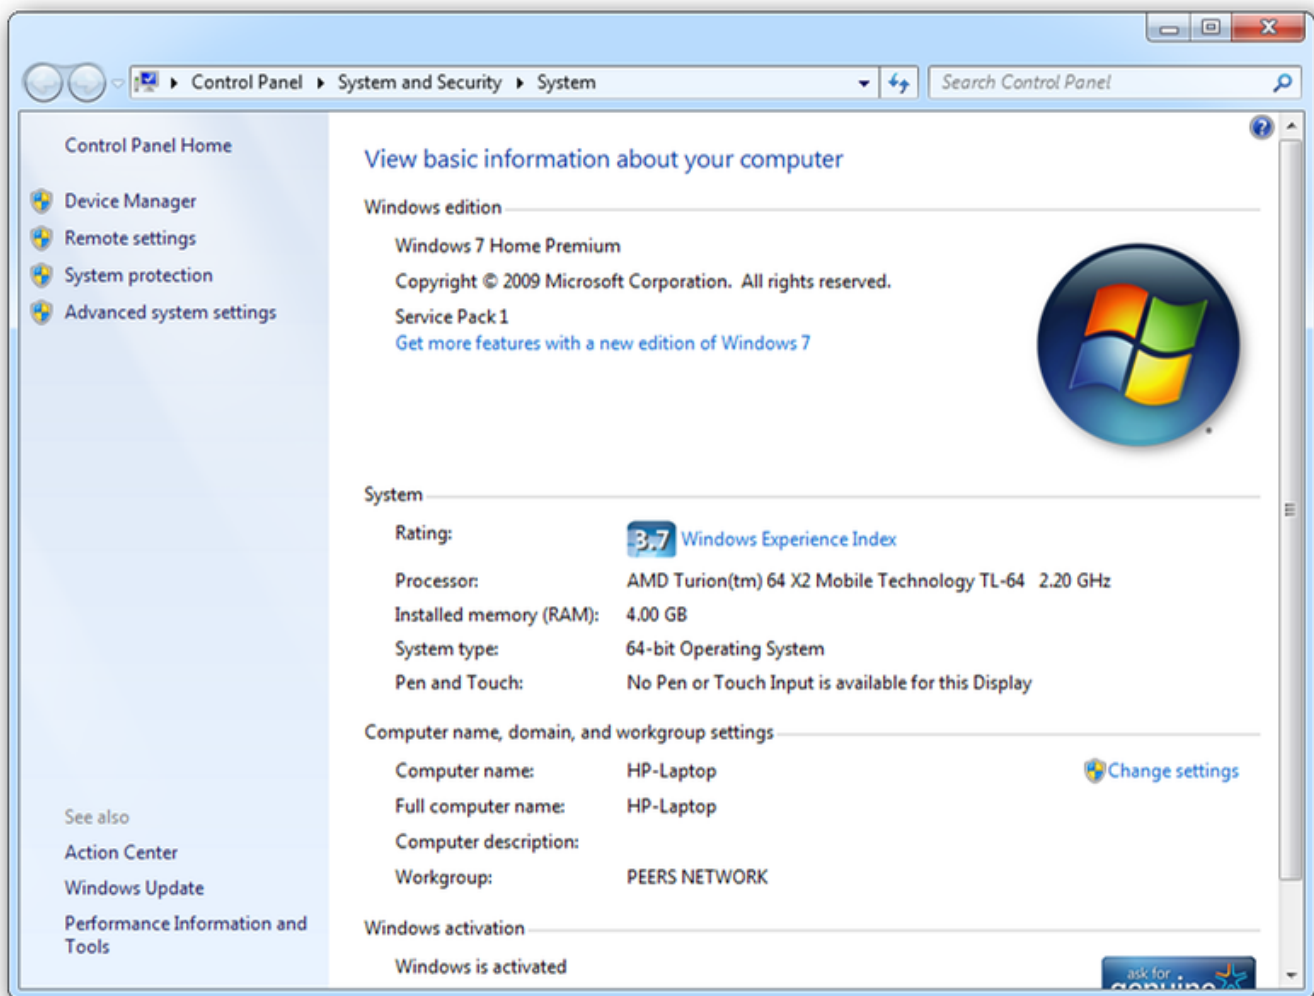 Control Panel System and Security System
Search Control Panel
Control Panel Home
Device Manager
Remote settings
System protection
Advanced system settings
See also
Action Center
Windows Update
Performance Information and
Tools
View basic information about your computer
Windows edition
Windows 7 Home Premium
Copyright © 2009 Microsoft Corporation. All rights reserved.
Service Pack 1
Get more features with a new edition of Windows 7
System
Rating: 3.7 Windows Experience Index
Processor: AMD Turion(tm) 64 X2 Mobile Technology TL-64 2.20 GHz
Installed memory (RAM): 4.00 GB
System type: 64-bit Operating System
Pen and Touch: No Pen or Touch Input is available for this Display
Computer name, domain, and workgroup settings
Computer name: HP-Laptop Change settings
Full computer name: HP-Laptop
Computer description:
Workgroup: PEERS NETWORK
Windows activation
Windows is activated
ask for
genuine